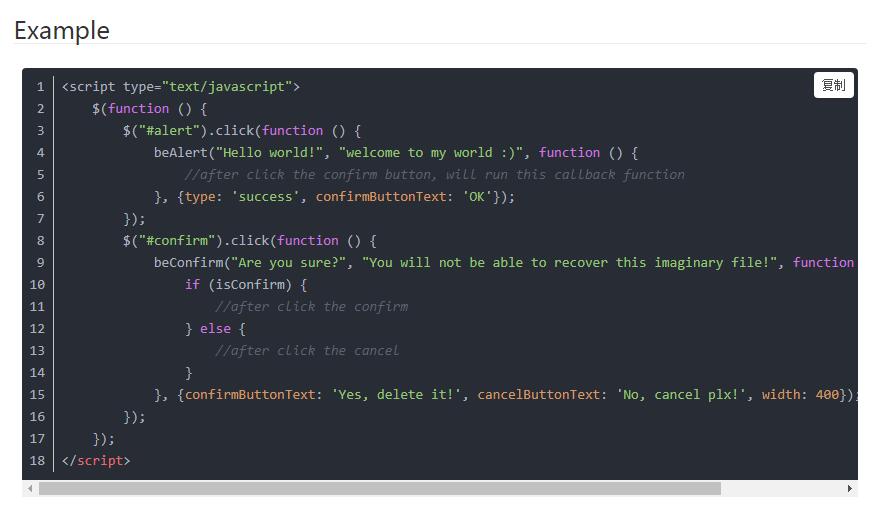 Example
复制
1 <script type="text/javascript">
2     $(function () {
3         $("#alert").click(function () {
4             beAlert("Hello world!", "welcome to my world :)", function () {
5                 //after click the confirm button, will run this callback function
6             }, {type: 'success', confirmButtonText: 'OK'});
7         });
8         $("#confirm").click(function () {
9             beConfirm("Are you sure?", "You will not be able to recover this imaginary file!", function
10                 if (isConfirm) {
11                     //after click the confirm
12                 } else {
13                     //after click the cancel
14                 }
15             }, {confirmButtonText: 'Yes, delete it!', cancelButtonText: 'No, cancel plx!', width: 400});
16         });
17     });
18 </script>